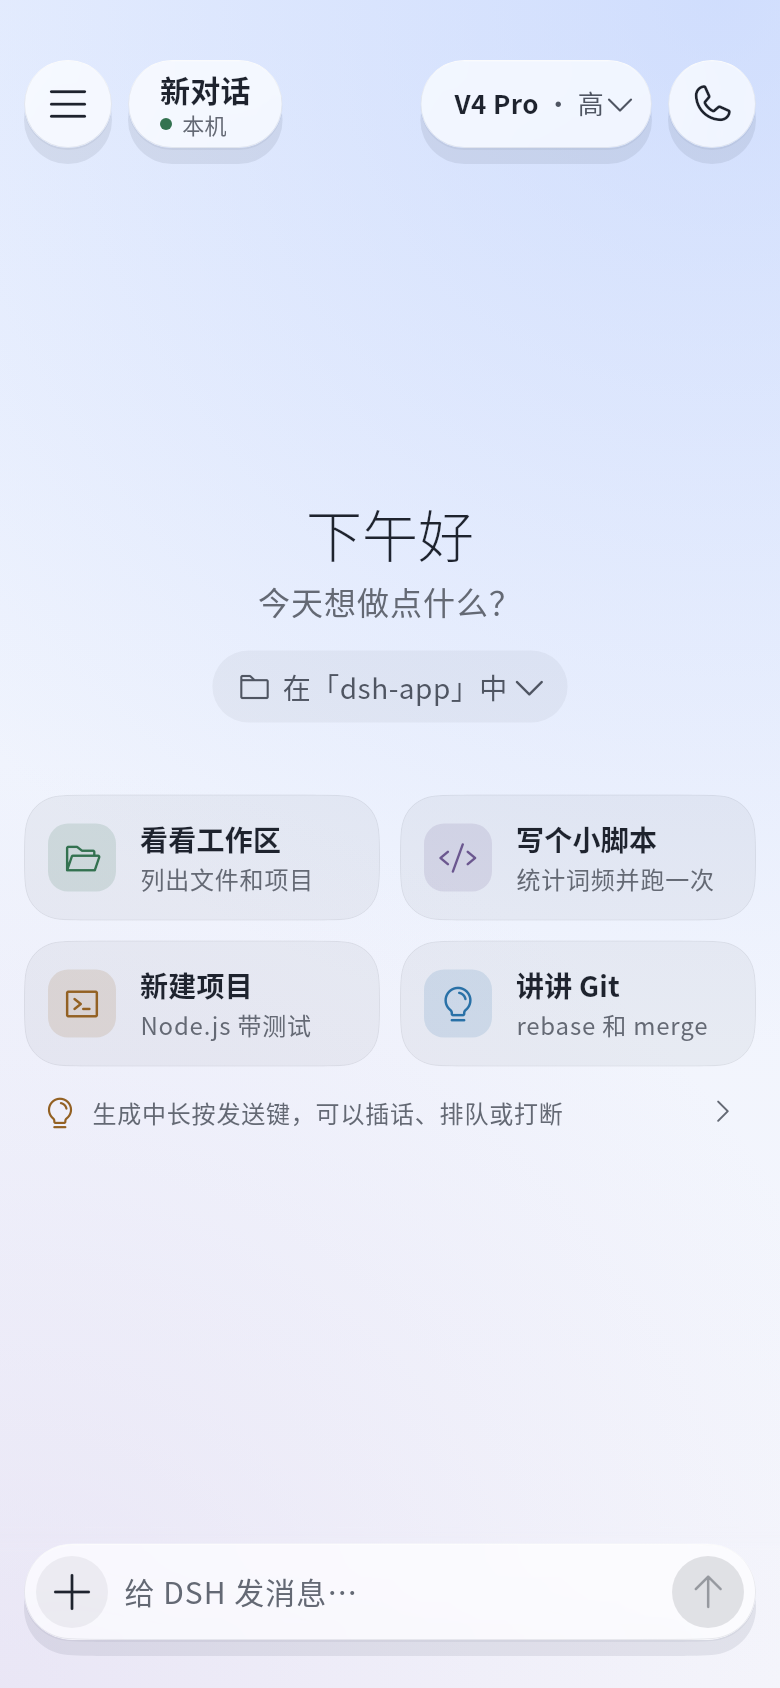 新对话
本机
V4 Pro · 高
下午好
今天想做点什么？
在「dsh-app」中
看看工作区
列出文件和项目
写个小脚本
统计词频并跑一次
新建项目
Node.js 带测试
讲讲 Git
rebase 和 merge
生成中长按发送键，可以插话、排队或打断
给 DSH 发消息…